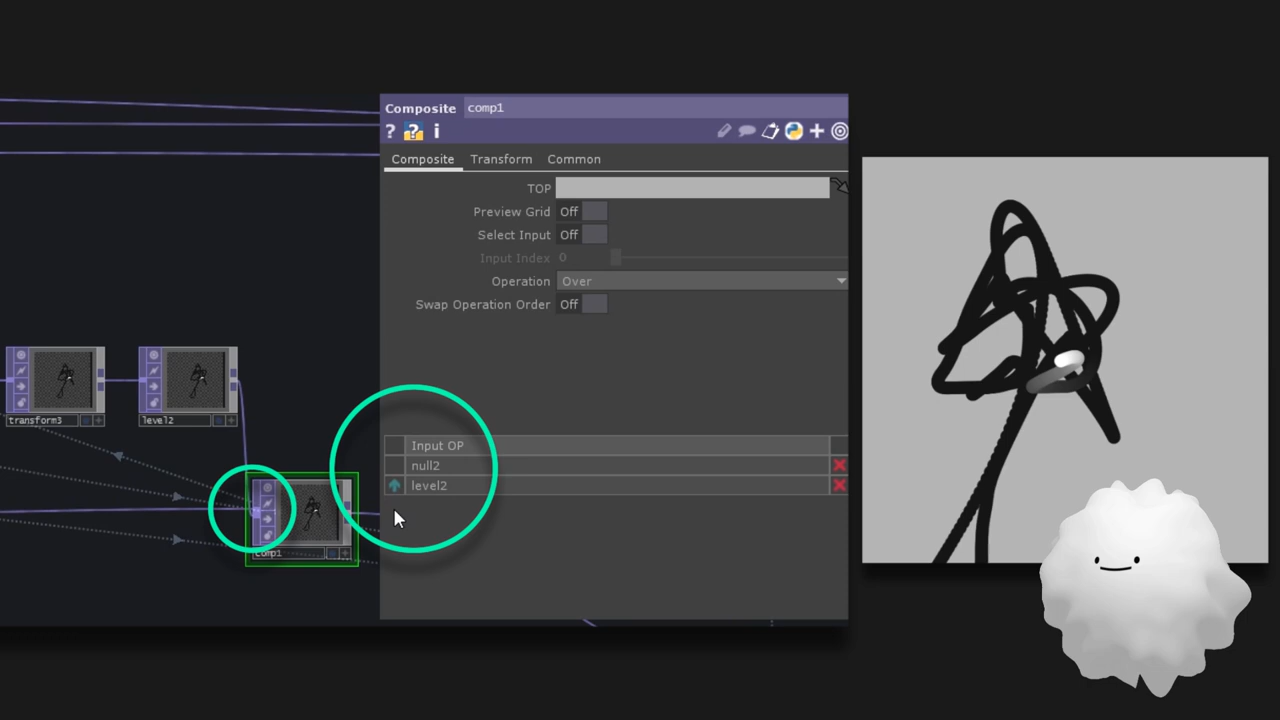 Composite comp1
? ? i
Composite Transform Common
TOP
Preview Grid Off
Select Input Off
Input Index 0
Operation Over
Swap Operation Order Off
transform3
level2
Input OP
null2
level2
comp1